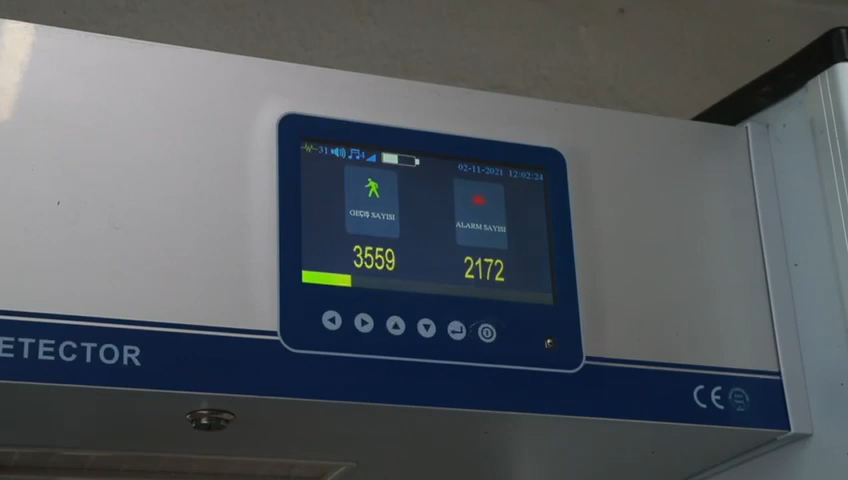 31
02-11-2021 12:02:24
GEÇİŞ SAYISI
ALARM SAYISI
3559
2172
ETECTOR
CE